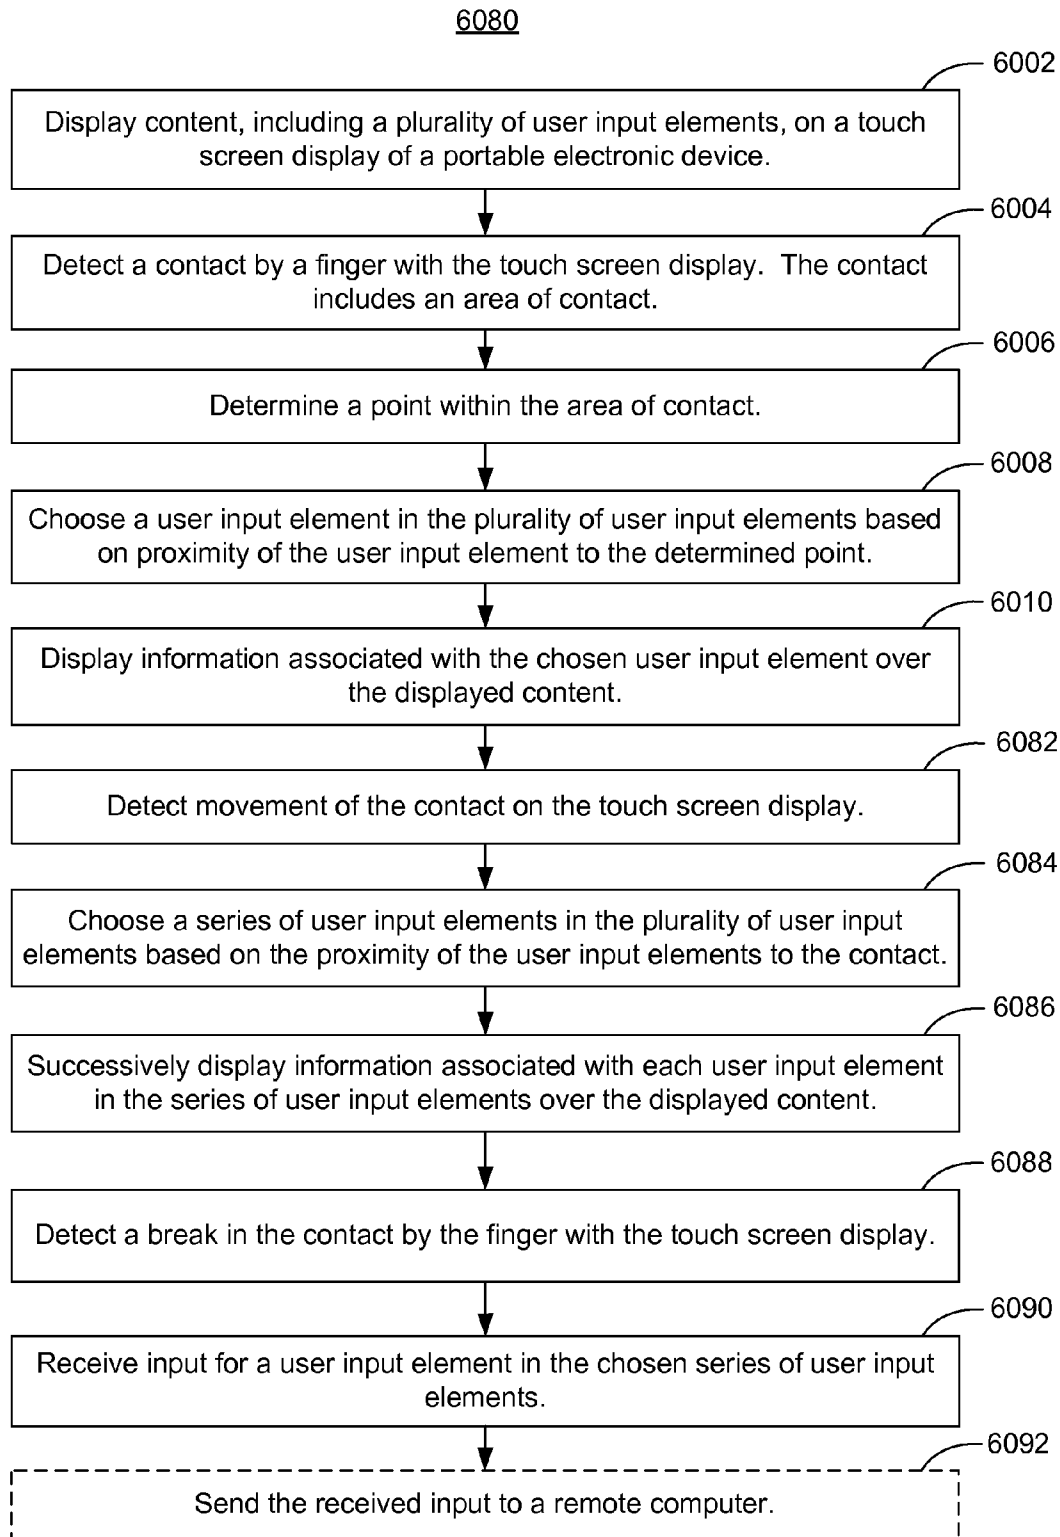 6080
6002
Display content, including a plurality of user input elements, on a touch
screen display of a portable electronic device.
6004
Detect a contact by a finger with the touch screen display. The contact
includes an area of contact.
6006
Determine a point within the area of contact.
6008
Choose a user input element in the plurality of user input elements based
on proximity of the user input element to the determined point.
6010
Display information associated with the chosen user input element over
the displayed content.
6082
Detect movement of the contact on the touch screen display.
6084
Choose a series of user input elements in the plurality of user input
elements based on the proximity of the user input elements to the contact.
6086
Successively display information associated with each user input element
in the series of user input elements over the displayed content.
6088
Detect a break in the contact by the finger with the touch screen display.
6090
Receive input for a user input element in the chosen series of user input
elements.
6092
Send the received input to a remote computer.